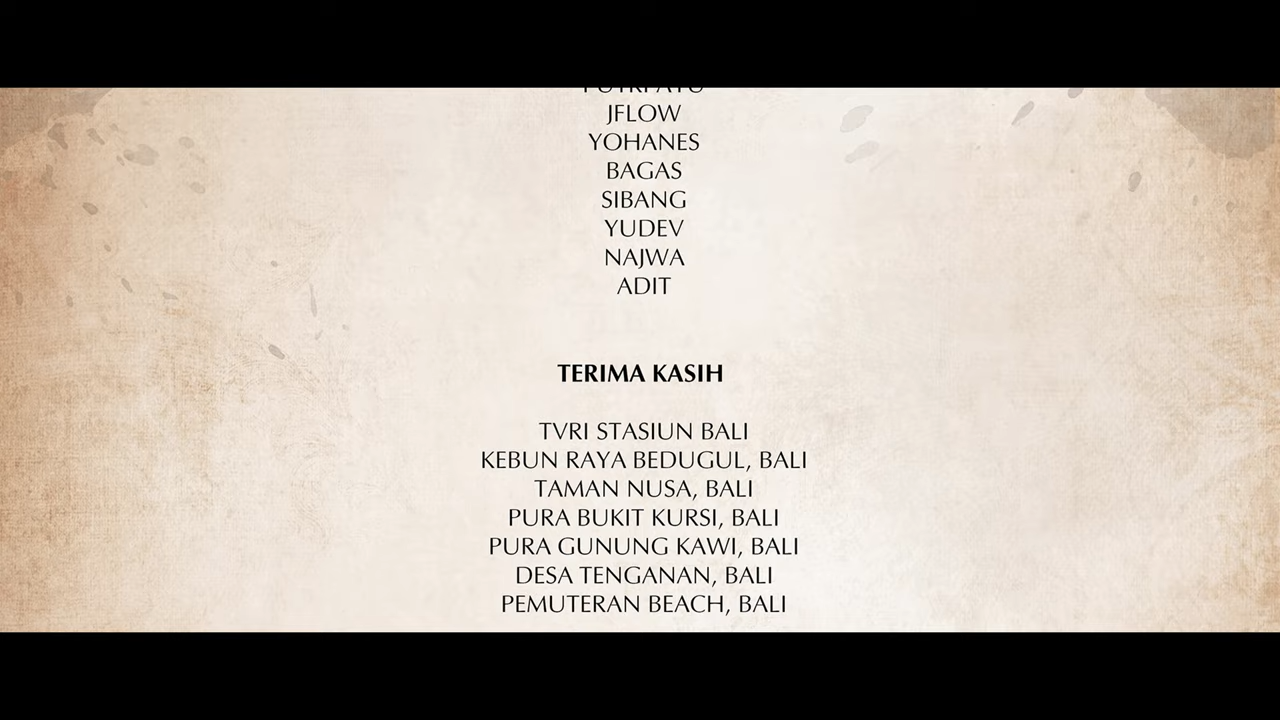 JFLOW
YOHANES
BAGAS
SIBANG
YUDEV
NAJWA
ADIT
TERIMA KASIH
TVRI STASIUN BALI
KEBUN RAYA BEDUGUL, BALI
TAMAN NUSA, BALI
PURA BUKIT KURSI, BALI
PURA GUNUNG KAWI, BALI
DESA TENGANAN, BALI
PEMUTERAN BEACH, BALI